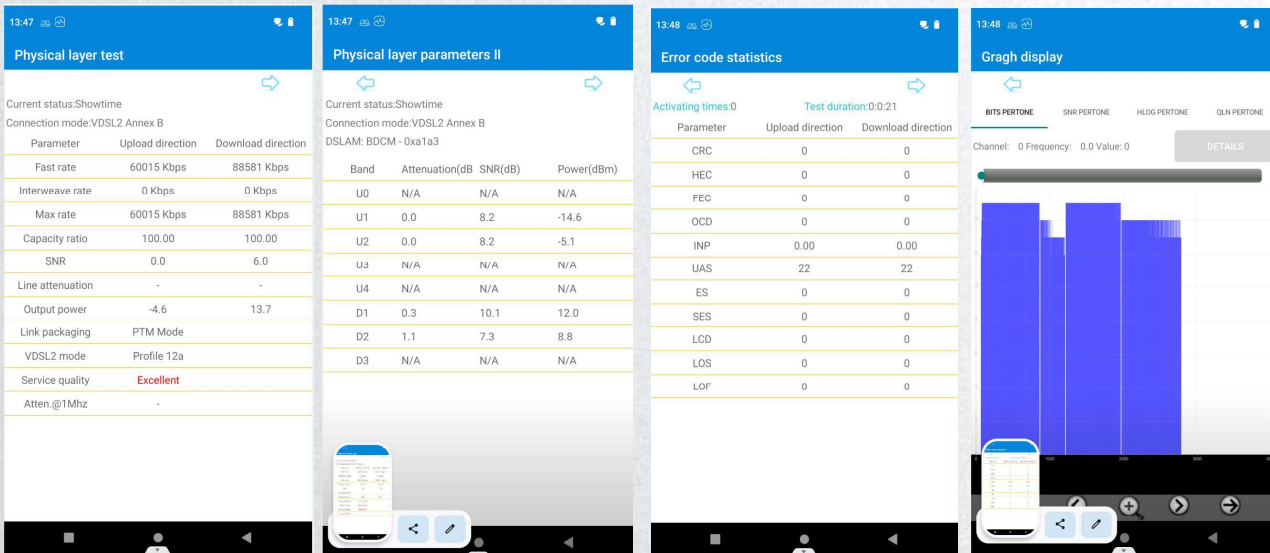 13:47
Physical layer test
Current status:Showtime
Connection mode:VDSL2 Annex B
Parameter Upload direction Download direction
Fast rate 60015 Kbps 88581 Kbps
Interweave rate 0 Kbps 0 Kbps
Max rate 60015 Kbps 88581 Kbps
Capacity ratio 100.00 100.00
SNR 0.0 6.0
Line attenuation - -
Output power -4.6 13.7
Link packaging PTM Mode
VDSL2 mode Profile 12a
Service quality Excellent
Atten.@1Mhz -
13:47
Physical layer parameters II
Current status:Showtime
Connection mode:VDSL2 Annex B
DSLAM: BDCM - 0xa1a3
Band Attenuation(dB SNR(dB) Power(dBm)
U0 N/A N/A N/A
U1 0.0 8.2 -14.6
U2 0.0 8.2 -5.1
U3 N/A N/A N/A
U4 N/A N/A N/A
D1 0.3 10.1 12.0
D2 1.1 7.3 8.8
D3 N/A N/A N/A
13:48
Error code statistics
Activating times:0 Test duration:0:0:21
Parameter Upload direction Download direction
CRC 0 0
HEC 0 0
FEC 0 0
OCD 0 0
INP 0.00 0.00
UAS 22 22
ES 0 0
SES 0 0
LCD 0 0
LOS 0 0
LOF 0 0
13:48
Gragh display
BITS PERTONE SNR PERTONE HLOG PERTONE QLN PERTONE
Channel: 0 Frequency: 0.0 Value: 0 DETAILS
0 1000 2000 3000